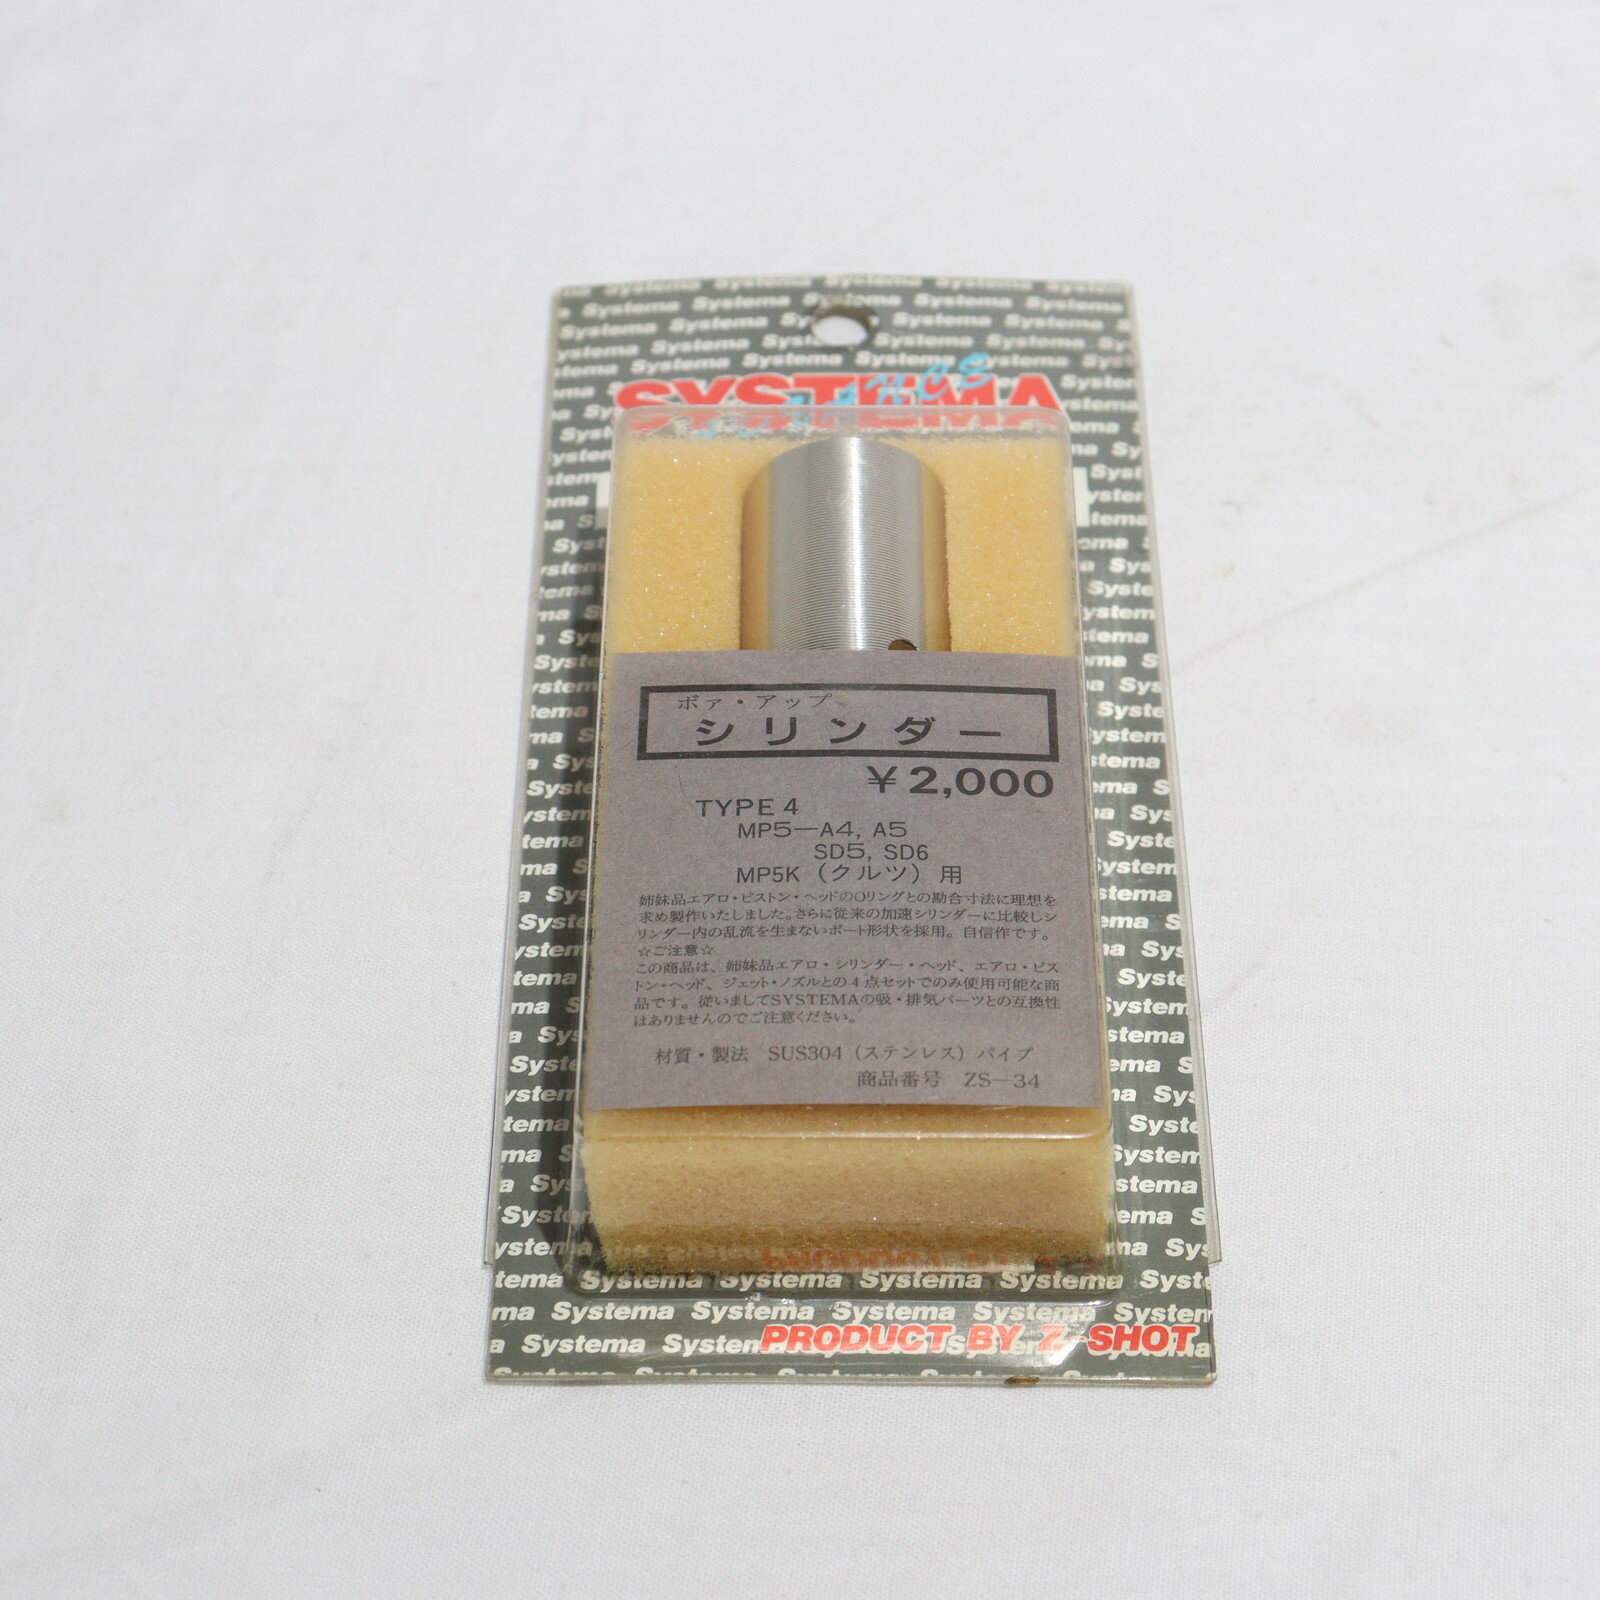 SYSTEMA
ボァ・アップ
シリンダー
¥2,000
TYPE 4
MP5—A4, A5
SD5, SD6
MP5K (クルツ) 用
姉妹品エアロ・ピストン・ヘッドのOリングとの勘合寸法に理想を
求め製作いたしました。さらに従来の加速シリンダーに比較しシ
リンダー内の乱流を生まないポート形状を採用。自信作です。
☆ご注意☆
この商品は、姉妹品エアロ・シリンダー・ヘッド、エアロ・ピス
トン・ヘッド、ジェット・ノズルとの4点セットでのみ使用可能な商
品です。従いましてSYSTEMAの吸・排気パーツとの互換性
はありませんのでご注意ください。
材質・製法 SUS304 (ステンレス) パイプ
商品番号 ZS—34
Systema Systema Systema Systema
Systema Systema Systema Systema
Systema
PRODUCT BY Z-SHOT